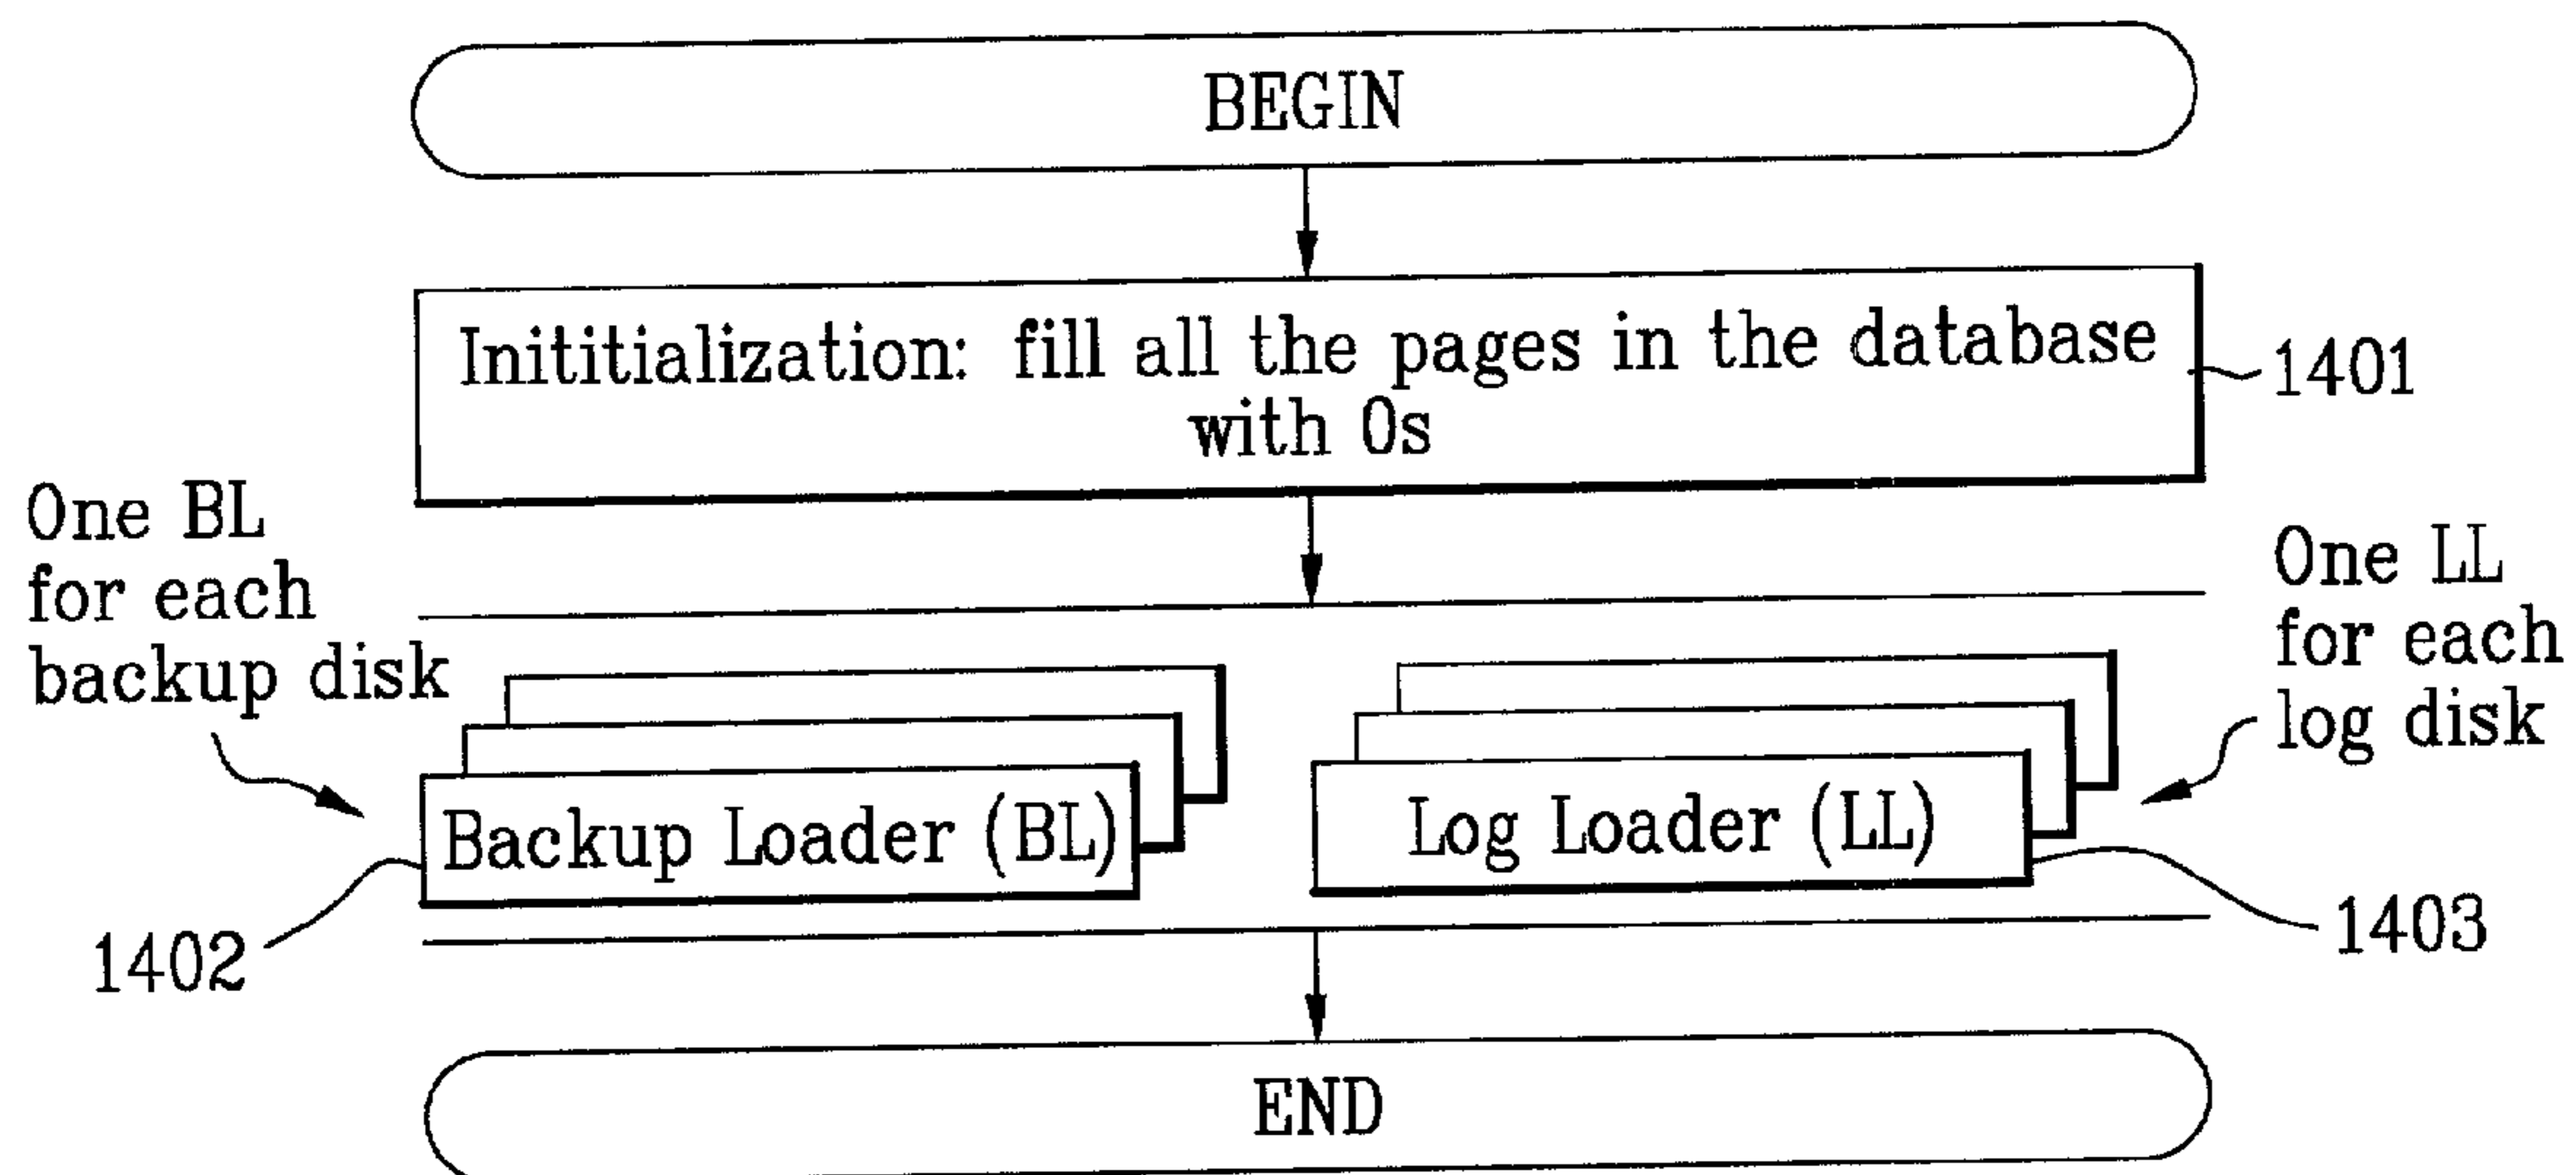 BEGIN
Inititialization: fill all the pages in the database
with 0s
1401
One BL
for each
backup disk
One LL
for each
log disk
Backup Loader (BL)
Log Loader (LL)
1402
1403
END